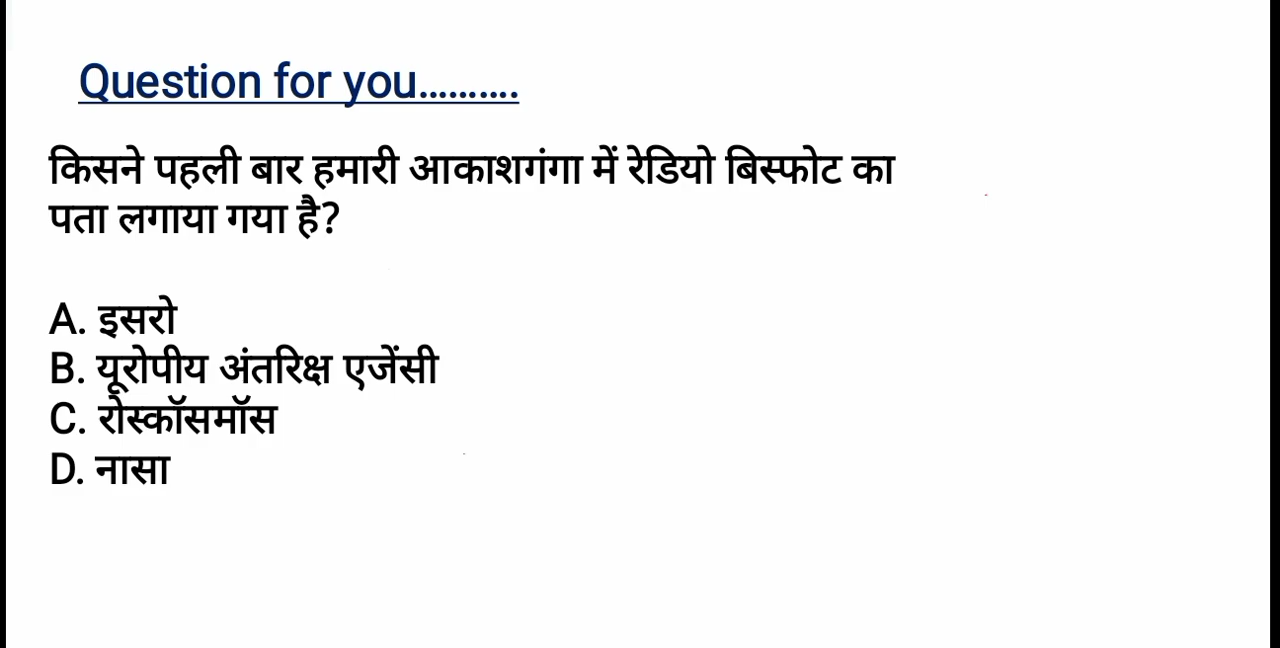 Question for you..........
किसने पहली बार हमारी आकाशगंगा में रेडियो बिस्फोट का
पता लगाया गया है?
A. इसरो
B. यूरोपीय अंतरिक्ष एजेंसी
C. रोस्कॉसमॉस
D. नासा